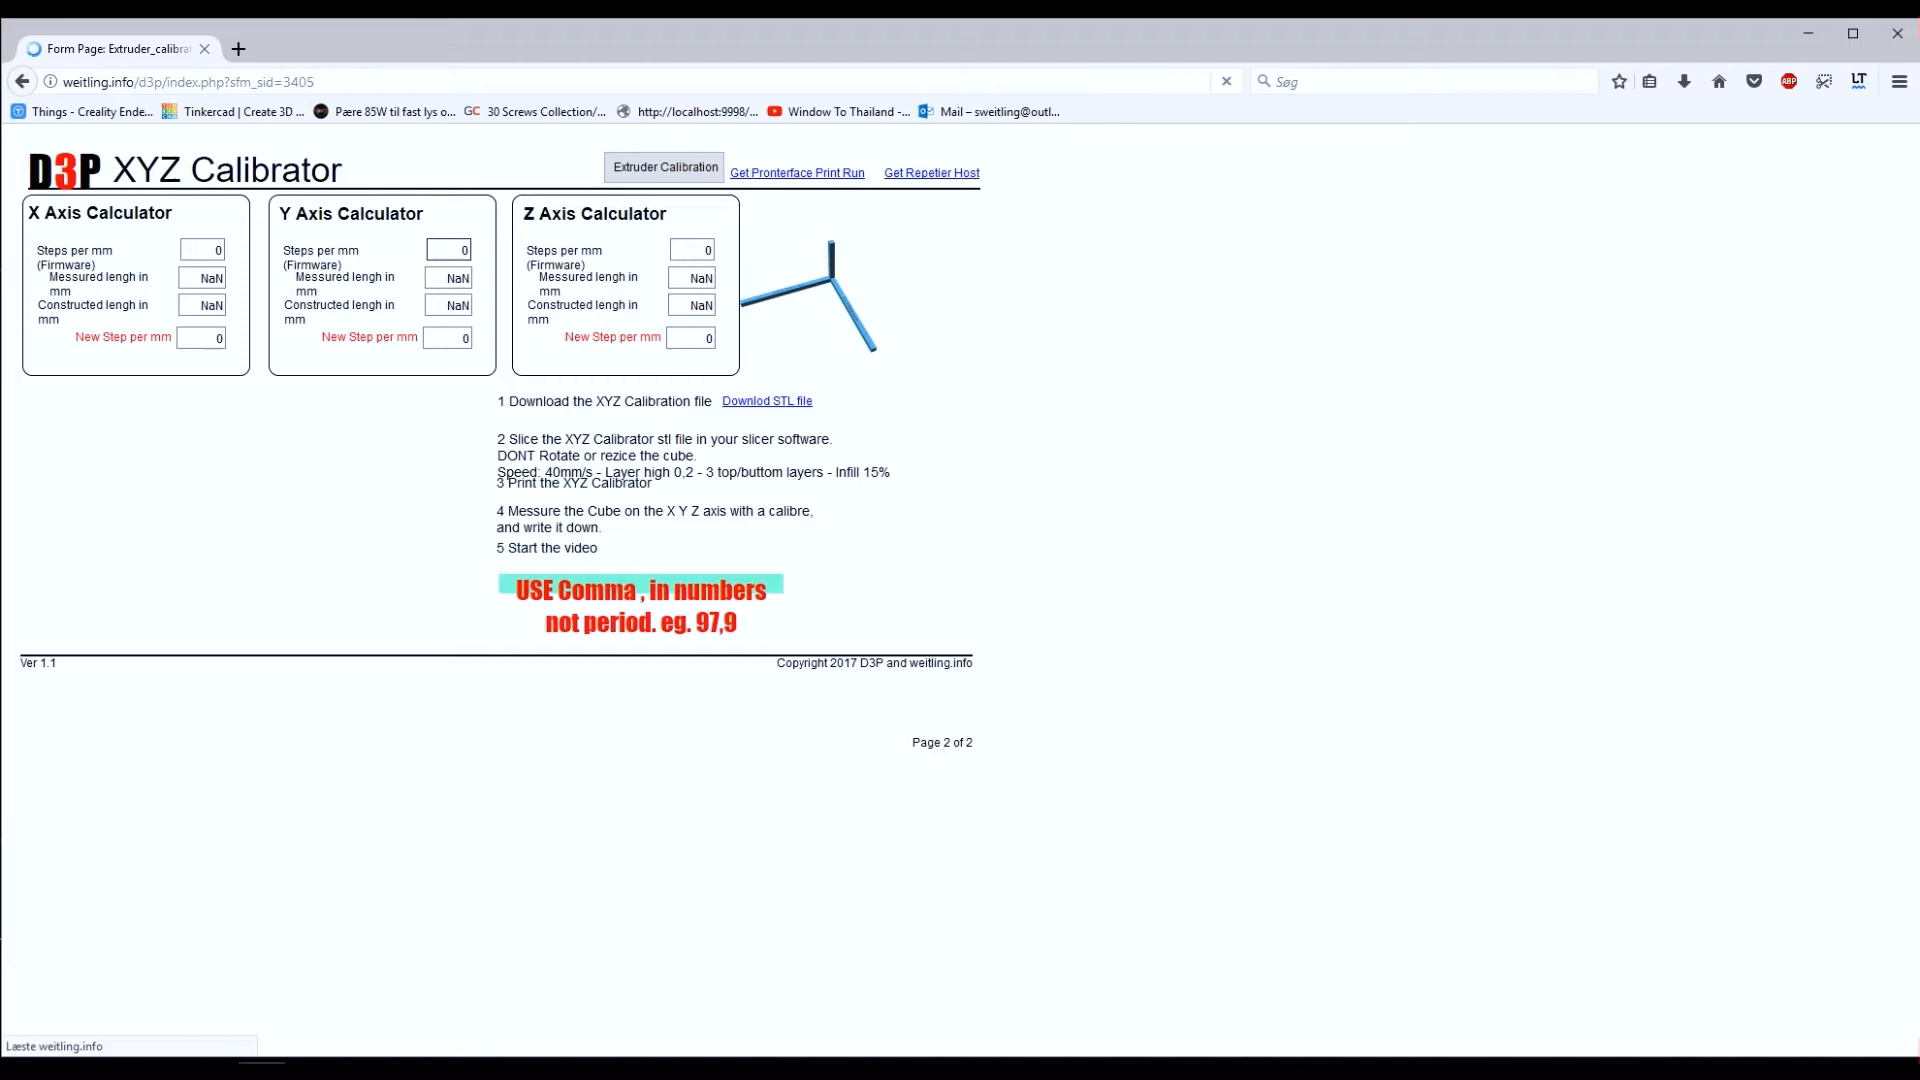 Form Page: Extruder_calibrat
weitling.info/d3p/index.php?sfm_sid=3405
Søg
ABP
LT
Things - Creality Ende...
Tinkercad | Create 3D ...
Pære 85W til fast lys o...
GC 30 Screws Collection/...
http://localhost:9998/...
Window To Thailand -...
Mail – sweitling@outl...
D3P XYZ Calibrator
Extruder Calibration
Get Pronterface Print Run
Get Repetier Host
X Axis Calculator
Steps per mm
(Firmware)
0
Messured lengh in
mm
NaN
Constructed lengh in
mm
NaN
New Step per mm
0
Y Axis Calculator
Steps per mm
(Firmware)
0
Messured lengh in
mm
NaN
Constructed lengh in
mm
NaN
New Step per mm
0
Z Axis Calculator
Steps per mm
(Firmware)
0
Messured lengh in
mm
NaN
Constructed lengh in
mm
NaN
New Step per mm
0
1 Download the XYZ Calibration file Downlod STL file
2 Slice the XYZ Calibrator stl file in your slicer software.
DONT Rotate or rezice the cube.
Speed: 40mm/s - Layer high 0,2 - 3 top/buttom layers - Infill 15%
3 Print the XYZ Calibrator
4 Messure the Cube on the X Y Z axis with a calibre,
and write it down.
5 Start the video
USE Comma , in numbers
not period. eg. 97,9
Ver 1.1
Copyright 2017 D3P and weitling.info
Page 2 of 2
Læste weitling.info